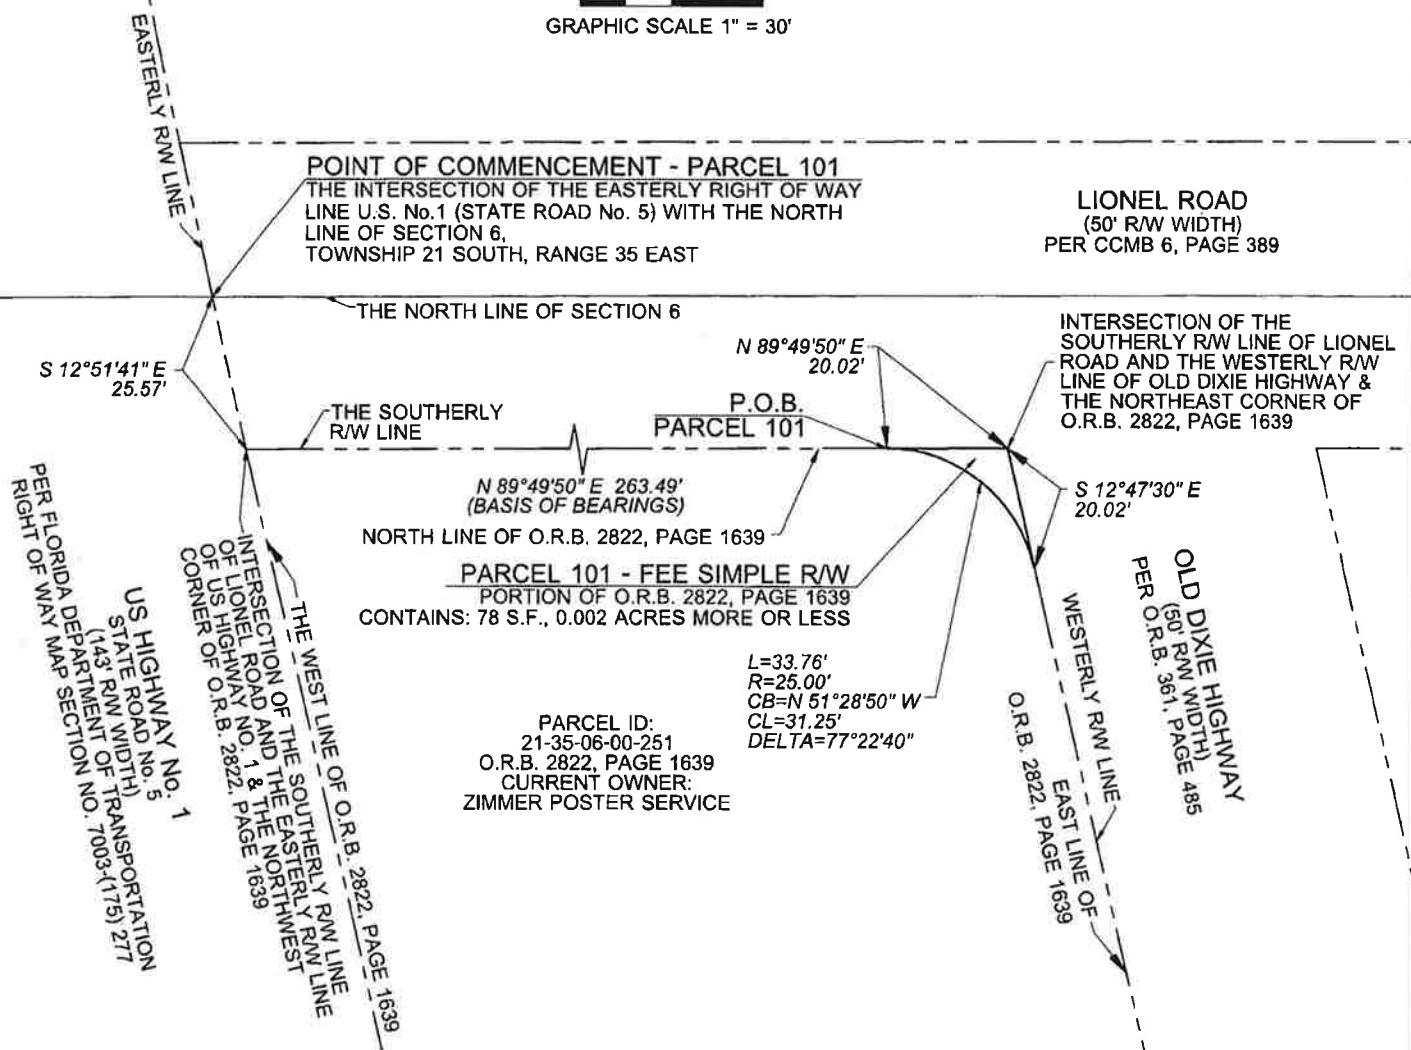 GRAPHIC SCALE 1" = 30'
EASTERLY R/W LINE
POINT OF COMMENCEMENT - PARCEL 101
THE INTERSECTION OF THE EASTERLY RIGHT OF WAY
LINE U.S. No.1 (STATE ROAD No. 5) WITH THE NORTH
LINE OF SECTION 6,
TOWNSHIP 21 SOUTH, RANGE 35 EAST
LIONEL ROAD
(50' R/W WIDTH)
PER CCMB 6, PAGE 389
THE NORTH LINE OF SECTION 6
S 12°51'41" E
25.57'
N 89°49'50" E
20.02'
INTERSECTION OF THE
SOUTHERLY R/W LINE OF LIONEL
ROAD AND THE WESTERLY R/W
LINE OF OLD DIXIE HIGHWAY &
THE NORTHEAST CORNER OF
O.R.B. 2822, PAGE 1639
THE SOUTHERLY
R/W LINE
P.O.B.
PARCEL 101
N 89°49'50" E 263.49'
(BASIS OF BEARINGS)
S 12°47'30" E
20.02'
NORTH LINE OF O.R.B. 2822, PAGE 1639
PARCEL 101 - FEE SIMPLE R/W
PORTION OF O.R.B. 2822, PAGE 1639
CONTAINS: 78 S.F., 0.002 ACRES MORE OR LESS
L=33.76'
R=25.00'
CB=N 51°28'50" W
CL=31.25'
DELTA=77°22'40"
PARCEL ID:
21-35-06-00-251
O.R.B. 2822, PAGE 1639
CURRENT OWNER:
ZIMMER POSTER SERVICE
US HIGHWAY No. 1
STATE ROAD No. 5
(143' R/W WIDTH)
PER FLORIDA DEPARTMENT OF TRANSPORTATION
RIGHT OF WAY MAP SECTION NO. 7003-(175) 277
INTERSECTION OF THE SOUTHERLY R/W LINE
OF LIONEL ROAD AND THE EASTERLY R/W LINE
OF US HIGHWAY NO. 1 & THE NORTHWEST
CORNER OF O.R.B. 2822, PAGE 1639
THE WEST LINE OF O.R.B. 2822, PAGE 1639
OLD DIXIE HIGHWAY
(50' R/W WIDTH)
PER O.R.B. 361, PAGE 485
WESTERLY R/W LINE
EAST LINE OF
O.R.B. 2822, PAGE 1639